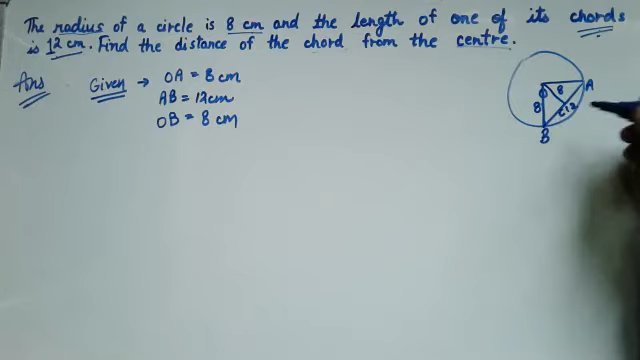 The radius of a circle is 8 cm and the length of one of its chords
is 12 cm. Find the distance of the chord from the centre.
Ans Given → OA = 8 cm
AB = 12 cm
OB = 8 cm
8 A
O
8 C 12
B